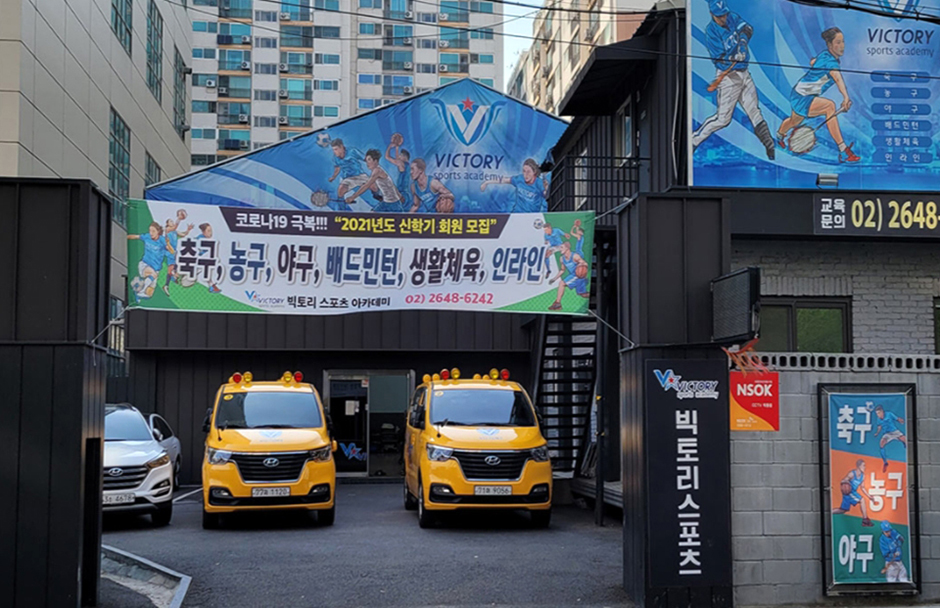 VICTORY
sports academy
축 구
농 구
야 구
배드민턴
생활체육
인 라 인
VICTORY
sports academy
교육
문의 02) 2648-
코로나19 극복!!! “2021년도 신학기 회원 모집”
축구, 농구, 야구, 배드민턴, 생활체육, 인라인
VICTORY 빅토리 스포츠 아카데미 02) 2648-6242
VICTORY
sports academy
빅토리스포츠
NSOK
축구
농구
야구
71주 9056